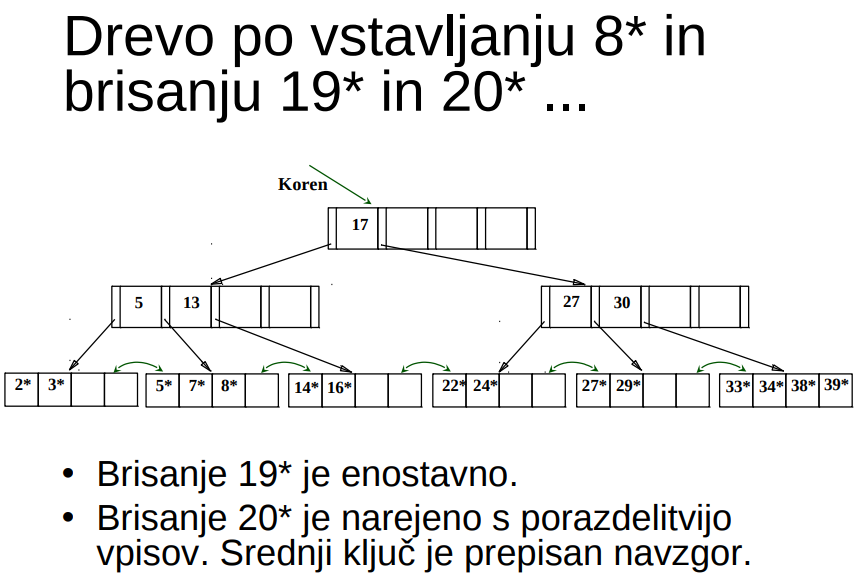 Drevo po vstavljanju 8* in
brisanju 19* in 20* ...
Koren
17
5 13 27 30
2* 3* 5* 7* 8* 14* 16* 22* 24* 27* 29* 33* 34* 38* 39*
• Brisanje 19* je enostavno.
• Brisanje 20* je narejeno s porazdelitvijo
vpisov. Srednji ključ je prepisan navzgor.